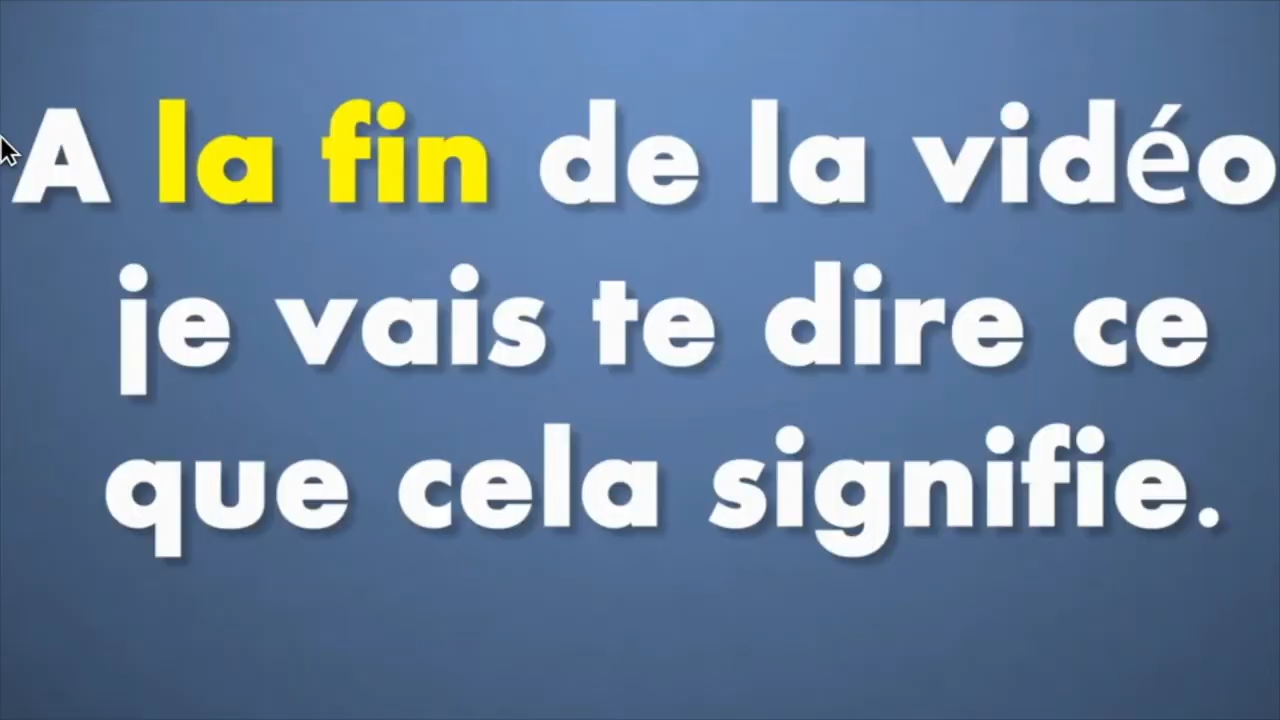 A la fin de la vidéo
je vais te dire ce
que cela signifie.